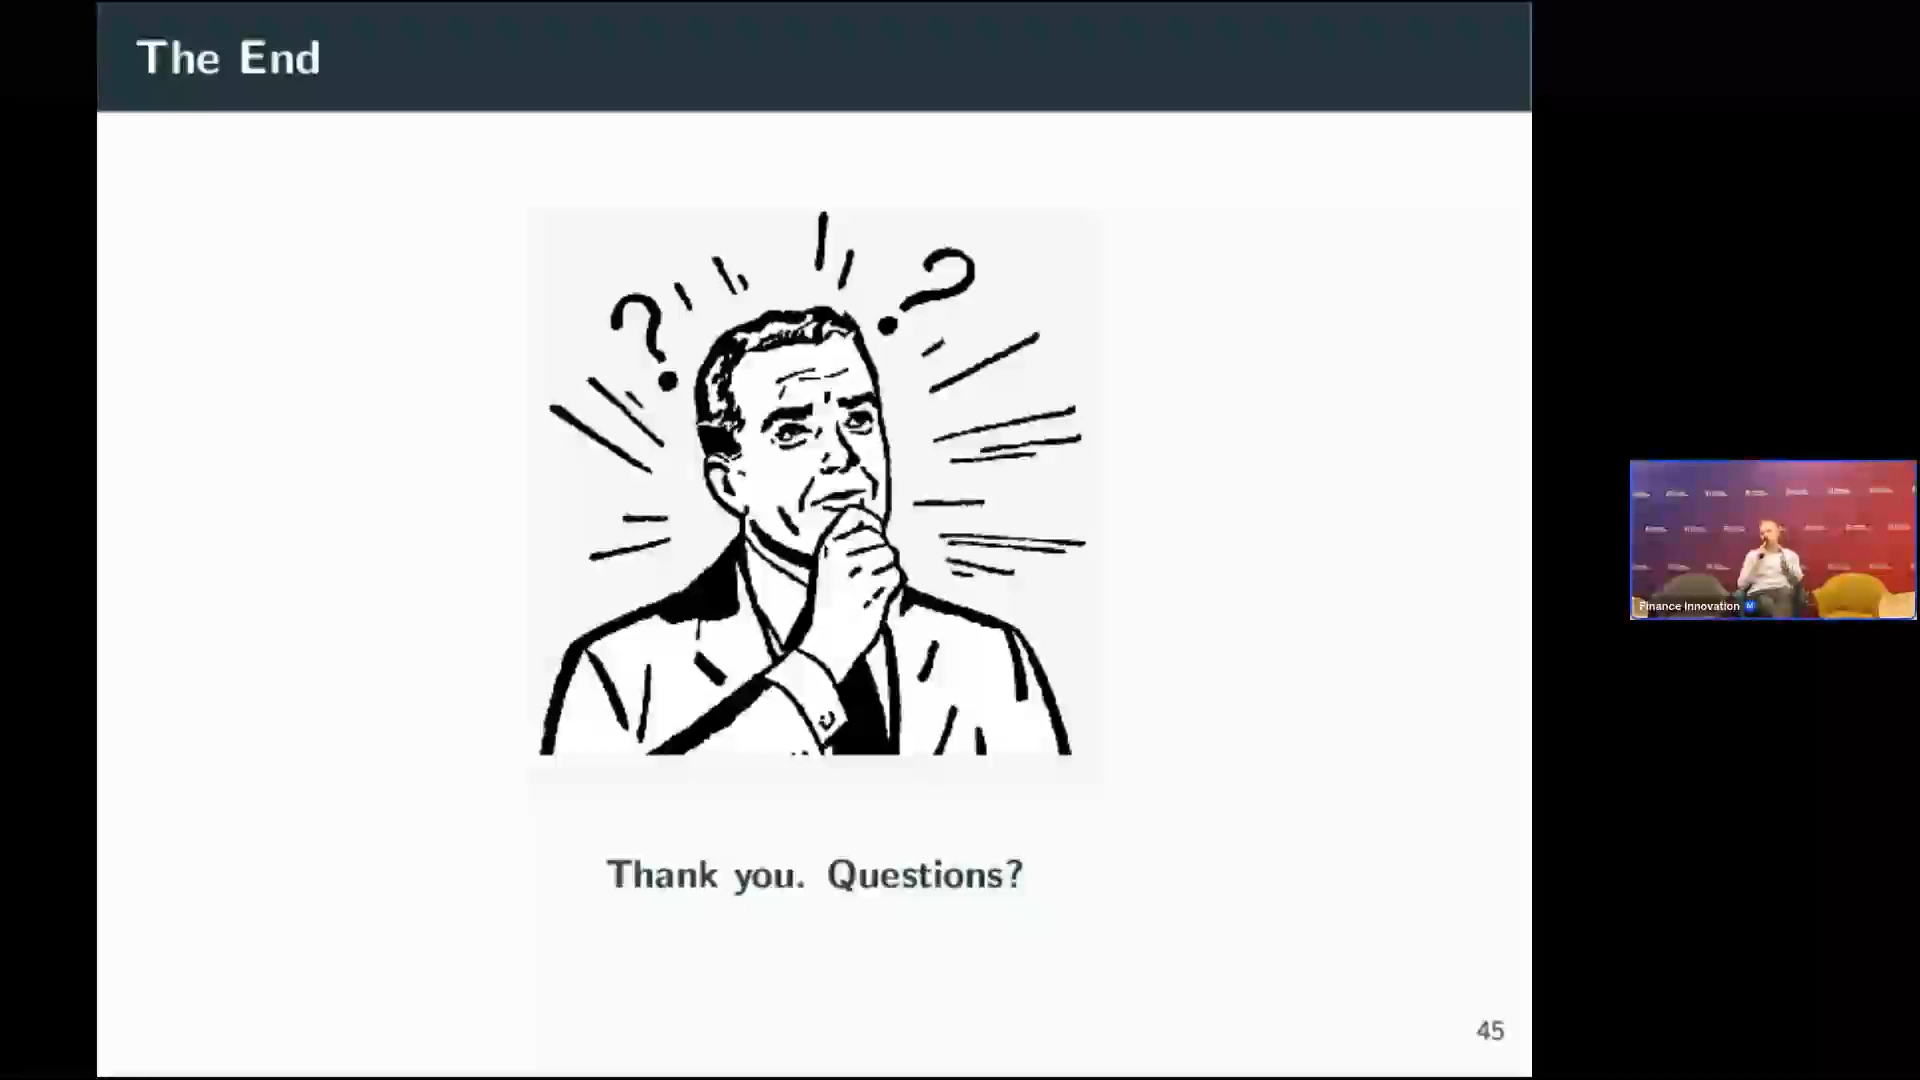 The End
?
?
Thank you. Questions?
45
Finance Innovation M